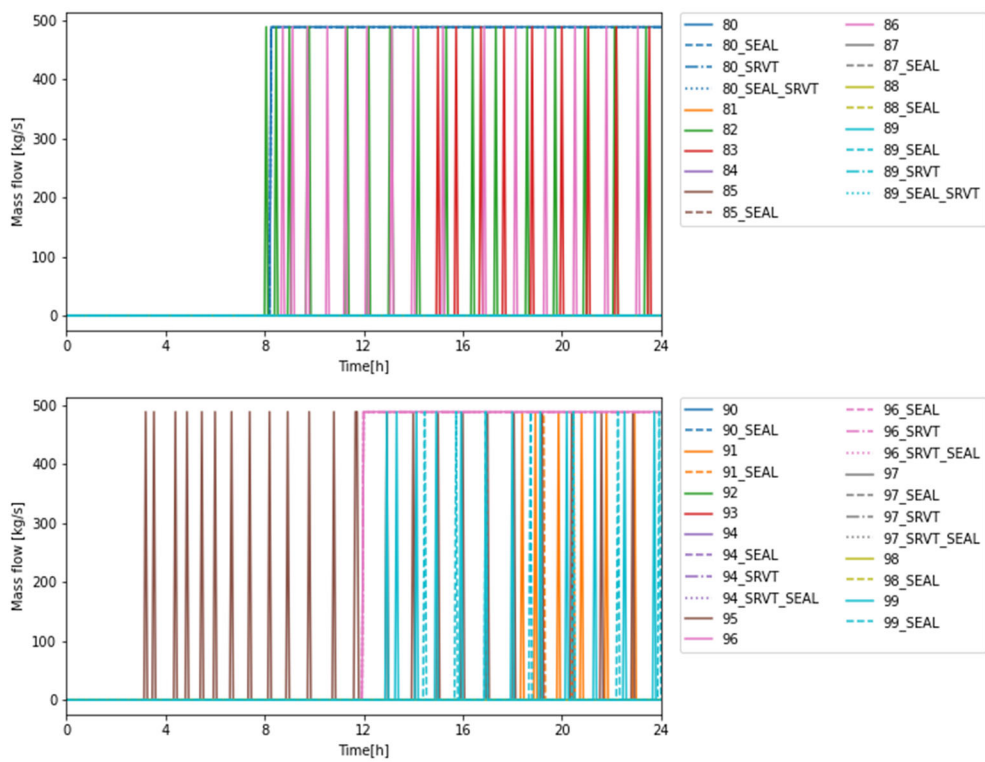 500
400
300
200
100
0
Mass flow [kg/s]
0 4 8 12 16 20 24
Time[h]
80
80_SEAL
80_SRVT
80_SEAL_SRVT
81
82
83
84
85
85_SEAL
86
87
87_SEAL
88
88_SEAL
89
89_SEAL
89_SRVT
89_SEAL_SRVT
500
400
300
200
100
0
Mass flow [kg/s]
0 4 8 12 16 20 24
Time[h]
90
90_SEAL
91
91_SEAL
92
93
94
94_SEAL
94_SRVT
94_SRVT_SEAL
95
96
96_SEAL
96_SRVT
96_SRVT_SEAL
97
97_SEAL
97_SRVT
97_SRVT_SEAL
98
98_SEAL
99
99_SEAL